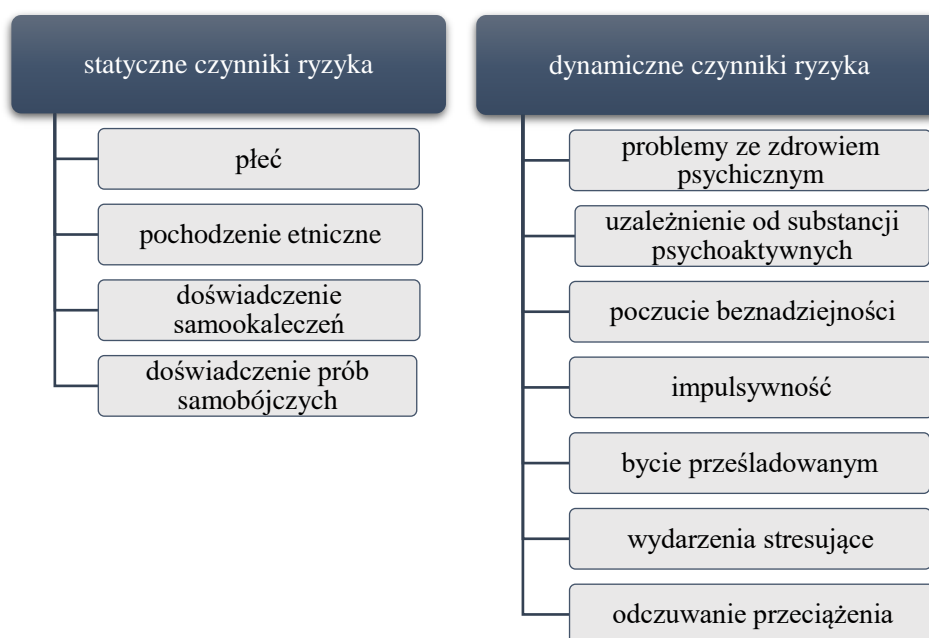 statyczne czynniki ryzyka
płeć
pochodzenie etniczne
doświadczenie
samookaleczeń
doświadczenie prób
samobójczych
dynamiczne czynniki ryzyka
problemy ze zdrowiem
psychicznym
uzależnienie od substancji
psychoaktywnych
poczucie beznadziejności
impulsywność
bycie prześladowanym
wydarzenia stresujące
odczuwanie przeciążenia